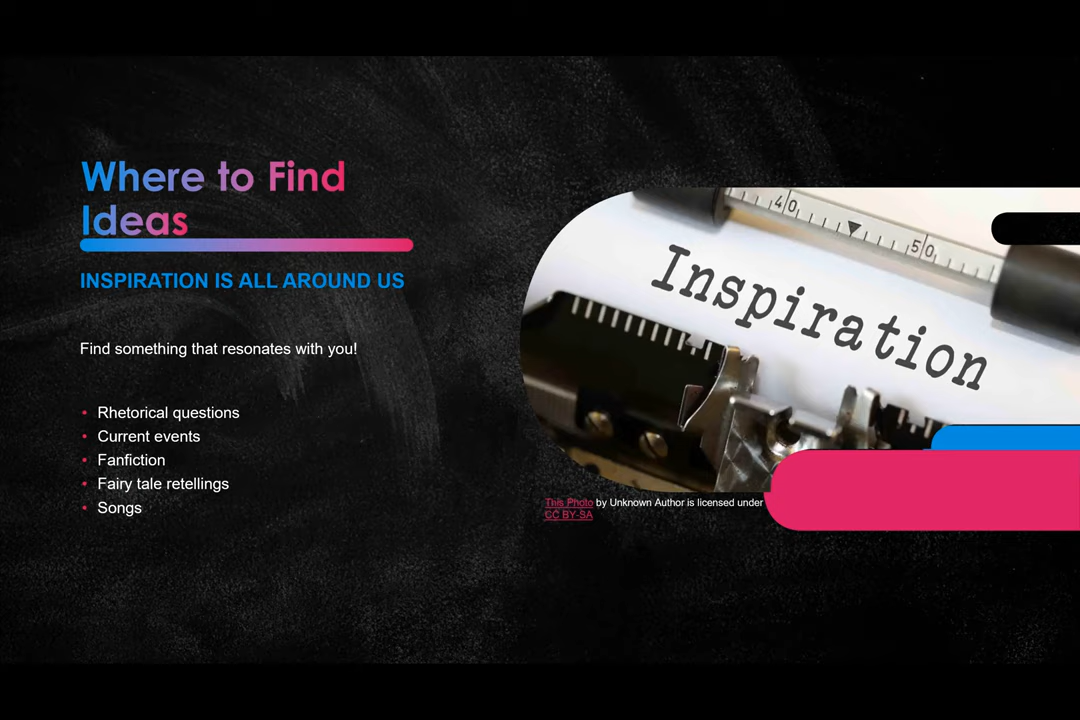 Where to Find
Ideas
INSPIRATION IS ALL AROUND US
Find something that resonates with you!
• Rhetorical questions
• Current events
• Fanfiction
• Fairy tale retellings
• Songs
40
50
Inspiration
This Photo by Unknown Author is licensed under
CC BY-SA